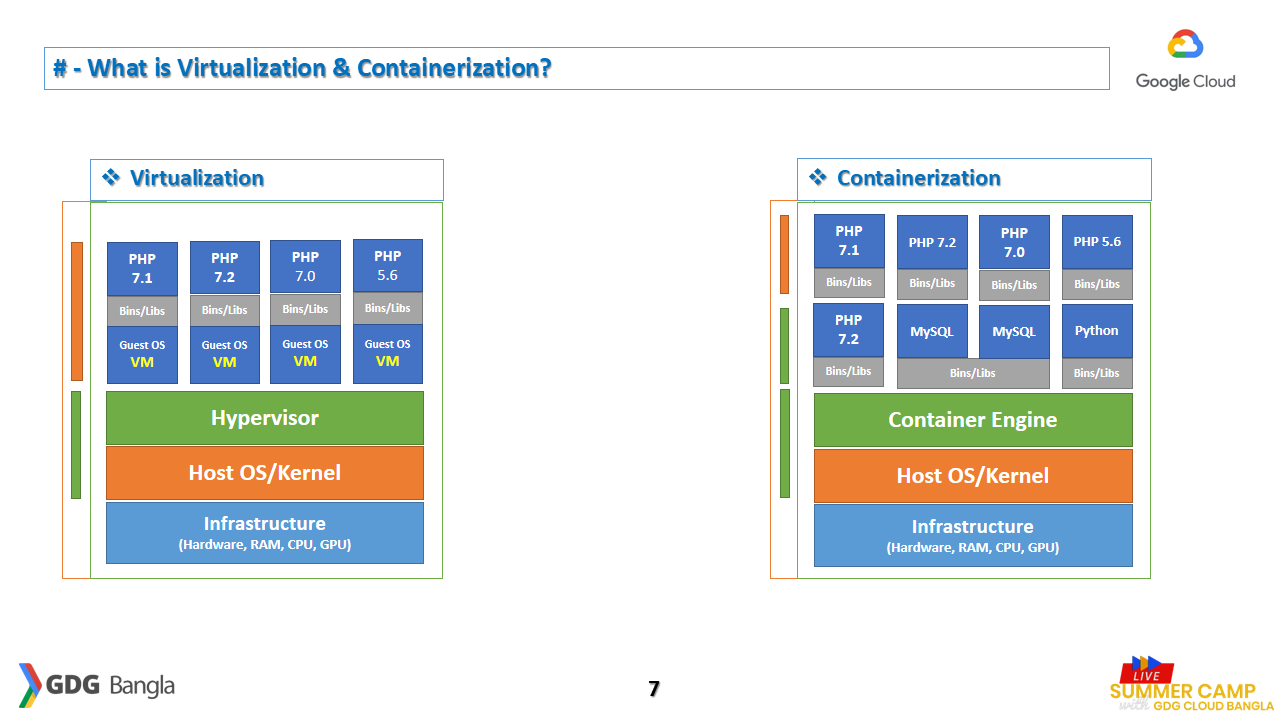 # - What is Virtualization & Containerization?
Google Cloud
❖ Virtualization
PHP
7.1
Bins/Libs
Guest OS
VM
PHP
7.2
Bins/Libs
Guest OS
VM
PHP
7.0
Bins/Libs
Guest OS
VM
PHP
5.6
Bins/Libs
Guest OS
VM
Hypervisor
Host OS/Kernel
Infrastructure
(Hardware, RAM, CPU, GPU)
❖ Containerization
PHP
7.1
Bins/Libs
PHP 7.2
Bins/Libs
PHP
7.0
Bins/Libs
PHP 5.6
Bins/Libs
PHP
7.2
Bins/Libs
MySQL
MySQL
Bins/Libs
Python
Bins/Libs
Container Engine
Host OS/Kernel
Infrastructure
(Hardware, RAM, CPU, GPU)
GDG Bangla
7
LIVE
SUMMER CAMP
with GDG CLOUD BANGLA